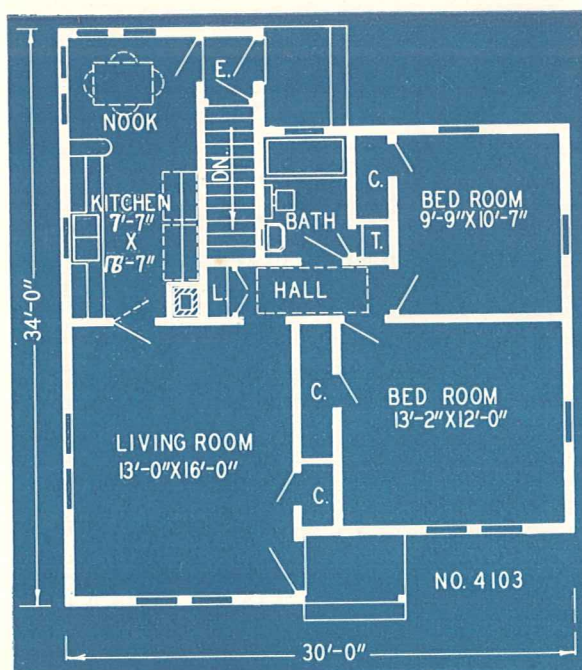 E.
NOOK
DN.
KITCHEN
7'-7"
X
16'-7"
BATH
C.
BED ROOM
9'-9"X10'-7"
T.
L.
HALL
34'-0"
C.
BED ROOM
13'-2"X12'-0"
LIVING ROOM
13'-0"X16'-0"
C.
NO. 4103
30'-0"